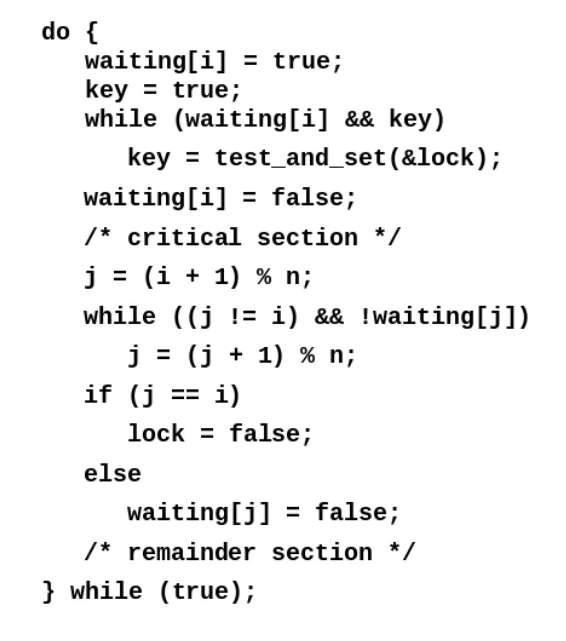 do {
waiting[i] = true;
key = true;
while (waiting[i] && key)
key = test_and_set(&lock);
waiting[i] = false;
/* critical section */
j = (i + 1) % n;
while ((j != i) && !waiting[j])
j = (j + 1) % n;
if (j == i)
lock = false;
else
waiting[j] = false;
/* remainder section */
} while (true);